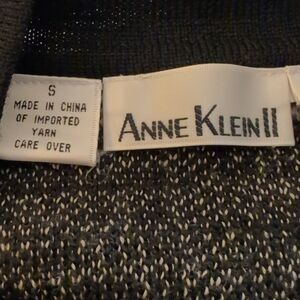 S
MADE IN CHINA
OF IMPORTED
YARN
CARE OVER
ANNE KLEIN II